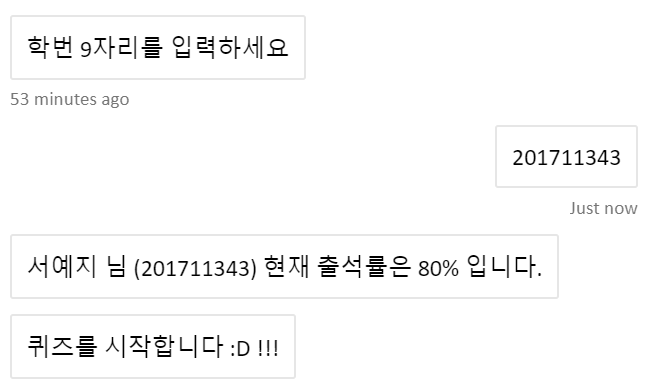 학번 9자리를 입력하세요
53 minutes ago
201711343
Just now
서예지 님 (201711343) 현재 출석률은 80% 입니다.
퀴즈를 시작합니다 :D !!!